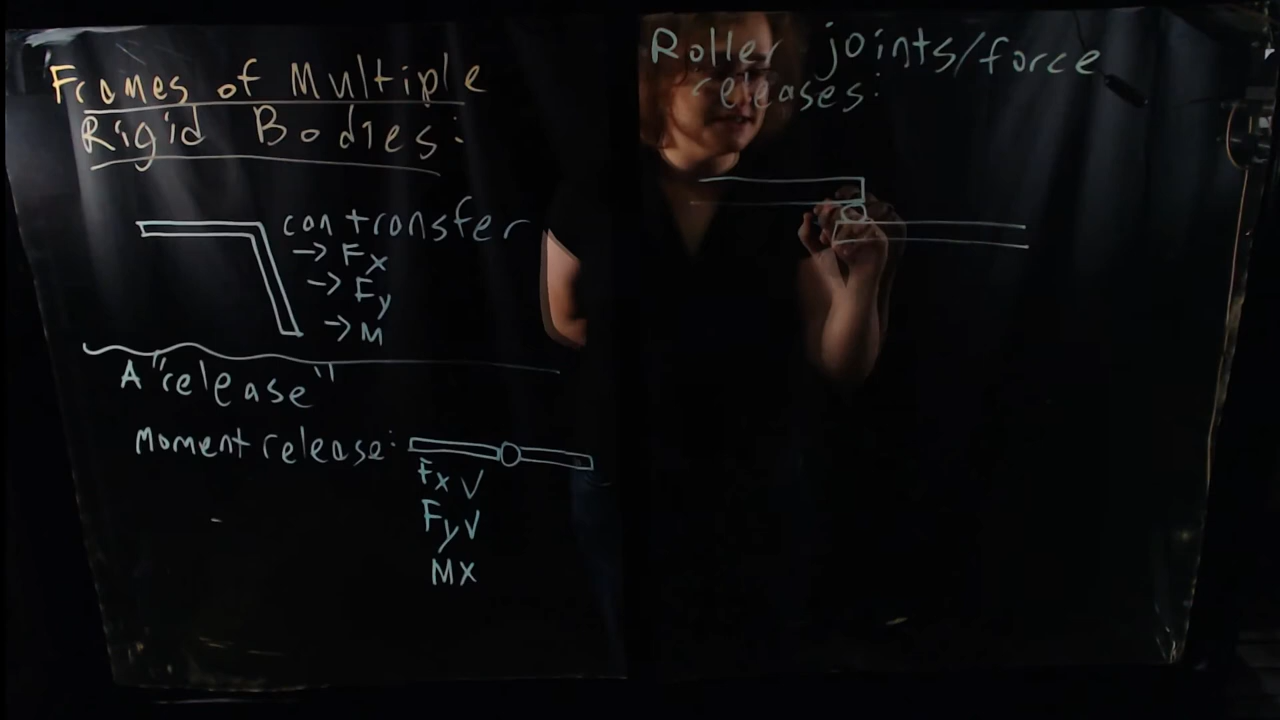 Frames of Multiple
Rigid Bodies:
can transfer
→ Fx
→ Fy
→ M
A "release"
Moment release:
Fx ✓
Fy ✓
M X
Roller joints/force
releases: